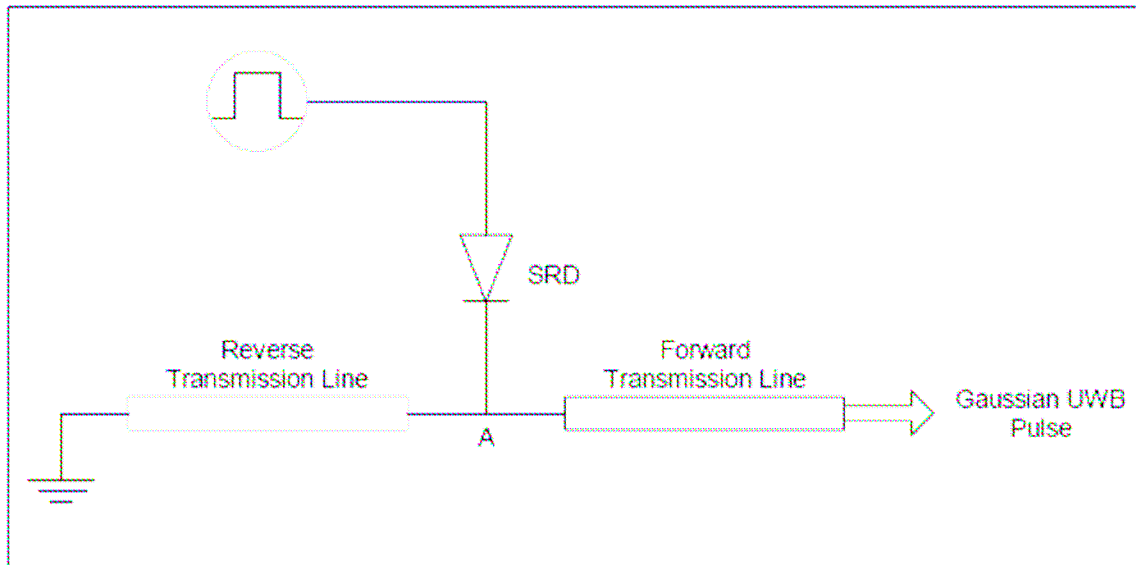 SRD
Reverse
Transmission Line
Forward
Transmission Line
Gaussian UWB
Pulse
A